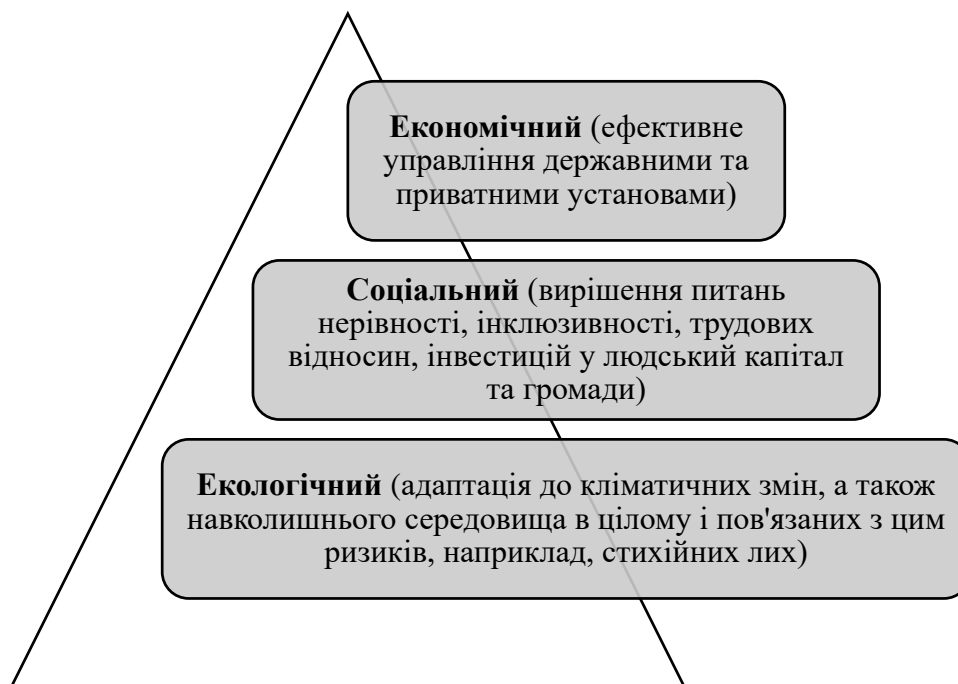 Економічний (ефективне
управління державними та
приватними установами)
Соціальний (вирішення питань
нерівності, інклюзивності, трудових
відносин, інвестицій у людський капітал
та громади)
Екологічний (адаптація до кліматичних змін, а також
навколишнього середовища в цілому і пов'язаних з цим
ризиків, наприклад, стихійних лих)